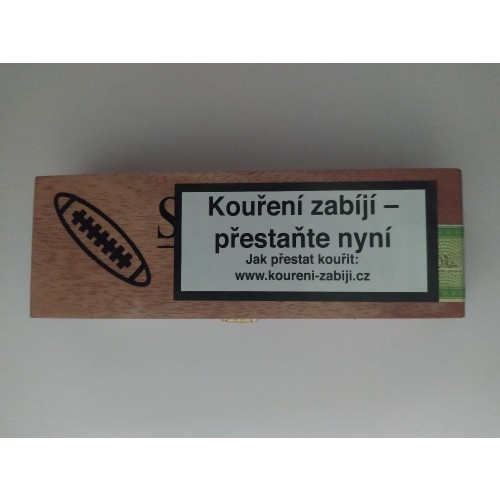 S
Kouření zabíjí –
přestaňte nyní
Jak přestat kouřit:
www.koureni-zabiji.cz